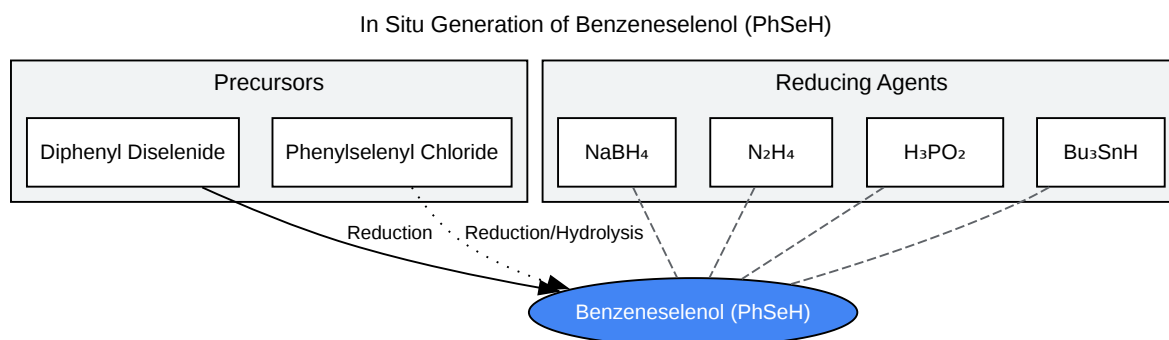 In Situ Generation of Benzeneselenol (PhSeH)
Precursors
Reducing Agents
Diphenyl Diselenide
Phenylselenyl Chloride
NaBH₄
N₂H₄
H₃PO₂
Bu₃SnH
Reduction
Reduction/Hydrolysis
Benzeneselenol (PhSeH)